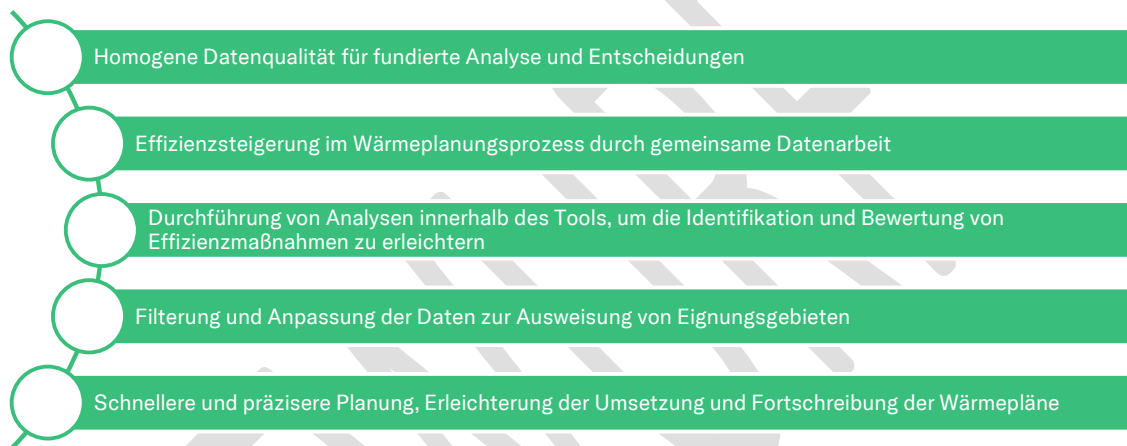 Homogene Datenqualität für fundierte Analyse und Entscheidungen
Effizienzsteigerung im Wärmeplanungsprozess durch gemeinsame Datenarbeit
Durchführung von Analysen innerhalb des Tools, um die Identifikation und Bewertung von
Effizienzmaßnahmen zu erleichtern
Filterung und Anpassung der Daten zur Ausweisung von Eignungsgebieten
Schnellere und präzisere Planung, Erleichterung der Umsetzung und Fortschreibung der Wärmepläne